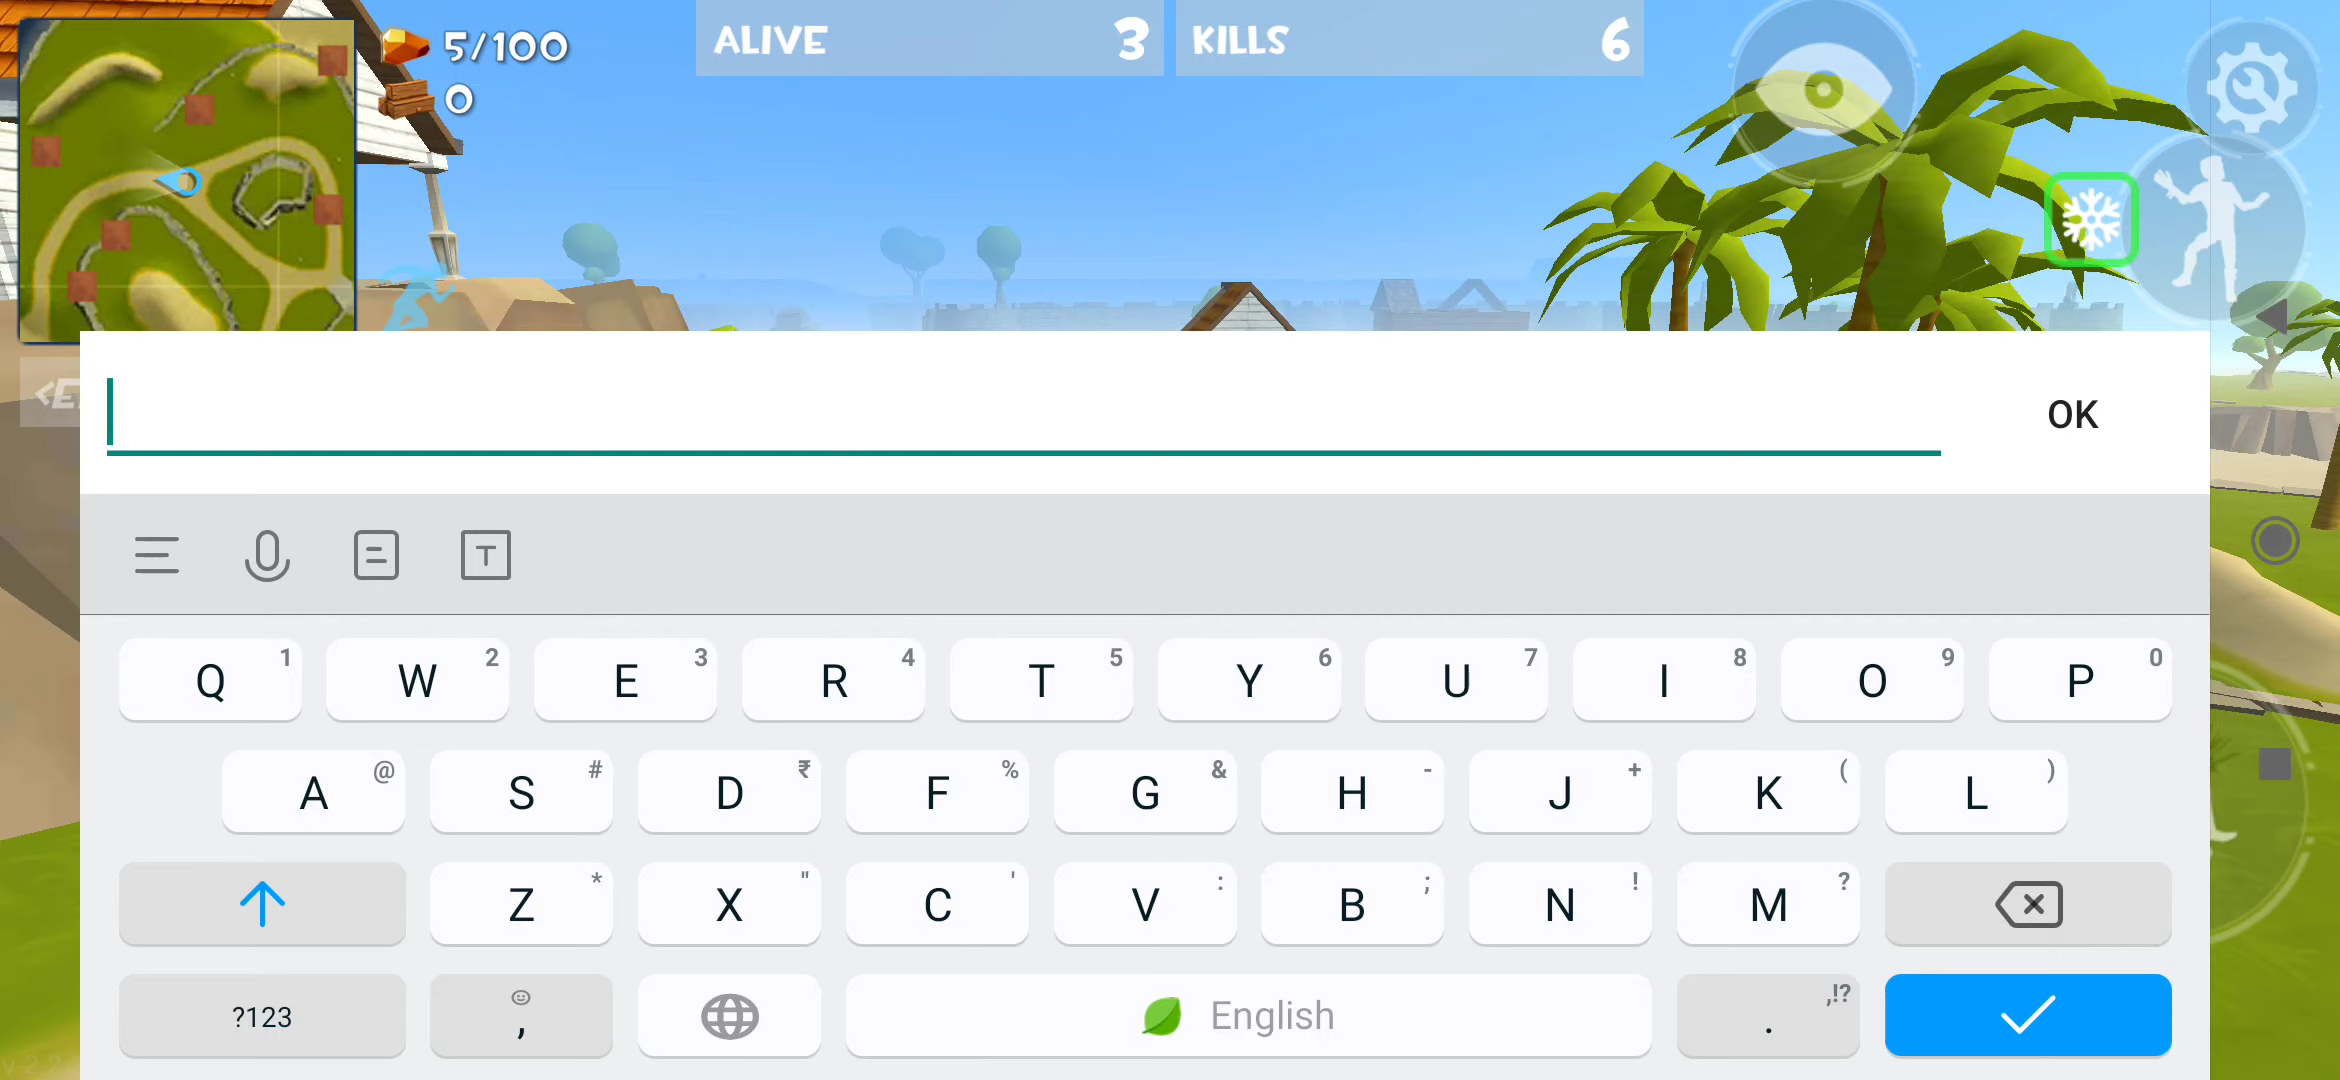 5/100
0
ALIVE 3
KILLS 6
<E
OK
T
Q 1 W 2 E 3 R 4 T 5 Y 6 U 7 I 8 O 9 P 0
A @ S # D ₹ F % G & H - J + K ( L )
Z * X " C ' V : B ; N ! M ?
?123 , English . ,!?